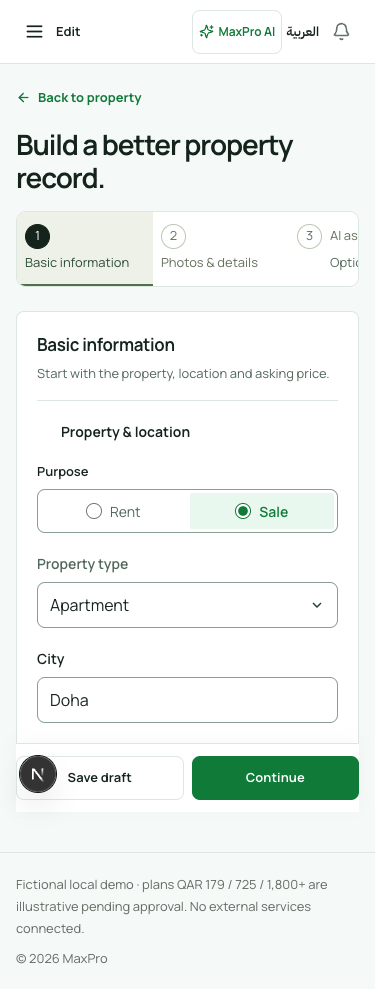 Edit
MaxPro AI
العربية
Back to property
Build a better property
record.
1
Basic information
2
Photos & details
3
AI as
Optic
Basic information
Start with the property, location and asking price.
Property & location
Purpose
Rent
Sale
Property type
Apartment
City
Doha
N
Save draft
Continue
Fictional local demo · plans QAR 179 / 725 / 1,800+ are
illustrative pending approval. No external services
connected.
© 2026 MaxPro